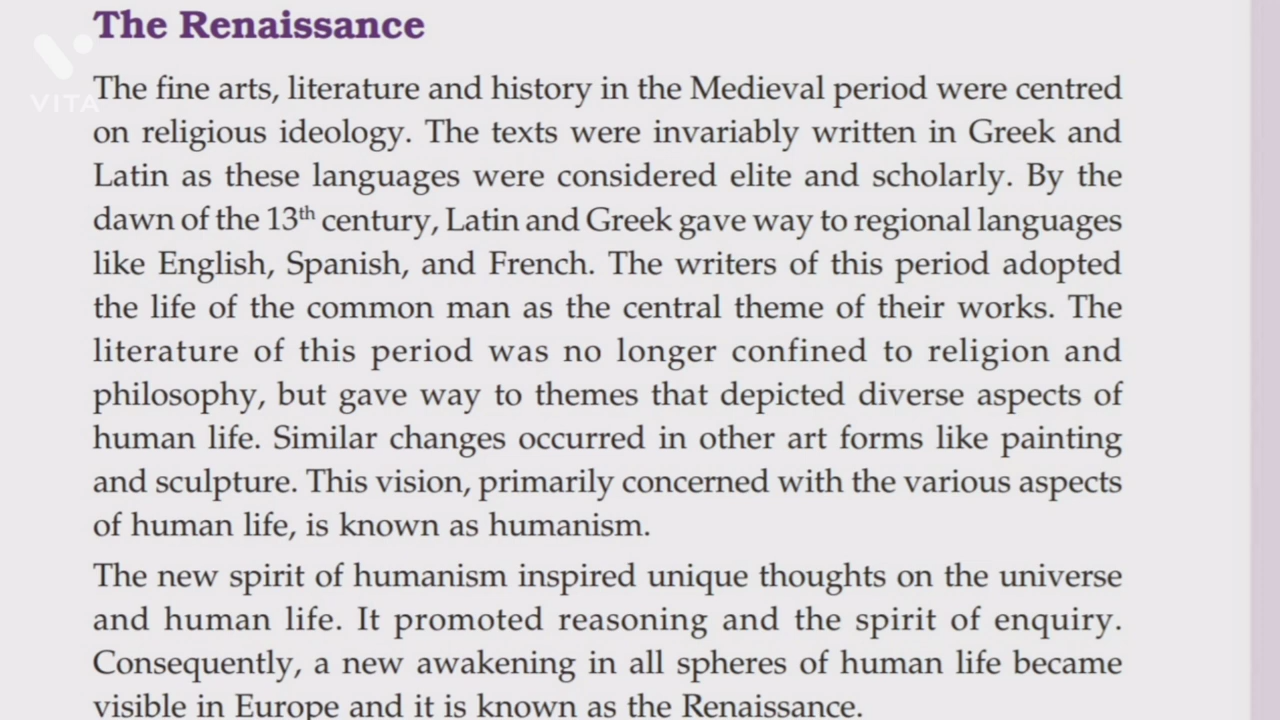 The Renaissance
VITA
The fine arts, literature and history in the Medieval period were centred
on religious ideology. The texts were invariably written in Greek and
Latin as these languages were considered elite and scholarly. By the
dawn of the 13th century, Latin and Greek gave way to regional languages
like English, Spanish, and French. The writers of this period adopted
the life of the common man as the central theme of their works. The
literature of this period was no longer confined to religion and
philosophy, but gave way to themes that depicted diverse aspects of
human life. Similar changes occurred in other art forms like painting
and sculpture. This vision, primarily concerned with the various aspects
of human life, is known as humanism.
The new spirit of humanism inspired unique thoughts on the universe
and human life. It promoted reasoning and the spirit of enquiry.
Consequently, a new awakening in all spheres of human life became
visible in Europe and it is known as the Renaissance.